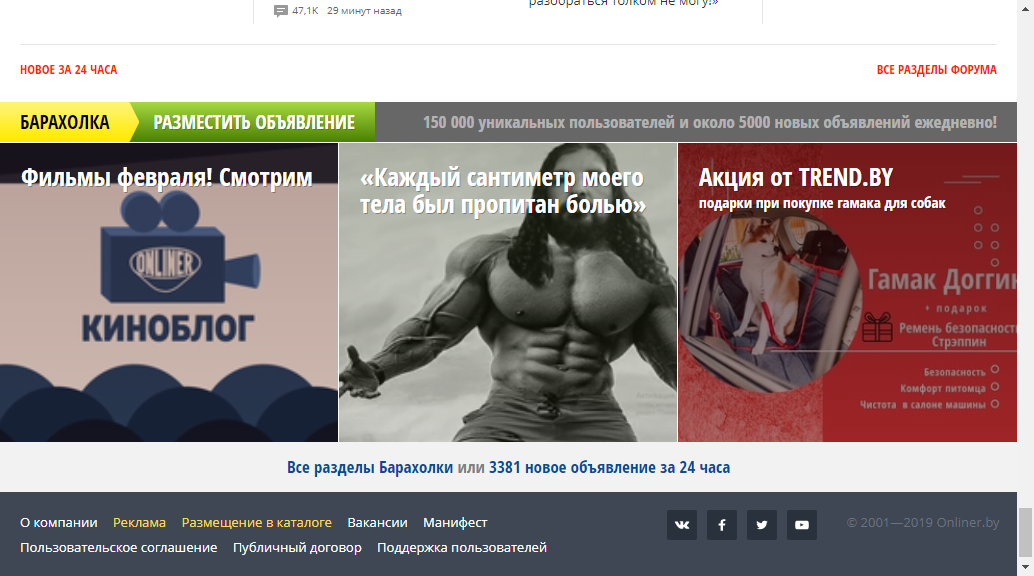 разобраться толком не могу!»
47,1K 29 минут назад
НОВОЕ ЗА 24 ЧАСА
ВСЕ РАЗДЕЛЫ ФОРУМА
БАРАХОЛКА
РАЗМЕСТИТЬ ОБЪЯВЛЕНИЕ
150 000 уникальных пользователей и около 5000 новых объявлений ежедневно!
Фильмы февраля! Смотрим
ONLINER
КИНОБЛОГ
«Каждый сантиметр моего
тела был пропитан болью»
Акция от TREND.BY
подарки при покупке гамака для собак
Гамак Догги
+ подарок
Ремень безопасност
Стрэппин
Безопасность
Комфорт питомца
Чистота в салоне машины
Все разделы Барахолки или 3381 новое объявление за 24 часа
О компании Реклама Размещение в каталоге Вакансии Манифест
Пользовательское соглашение Публичный договор Поддержка пользователей
© 2001—2019 Onliner.by